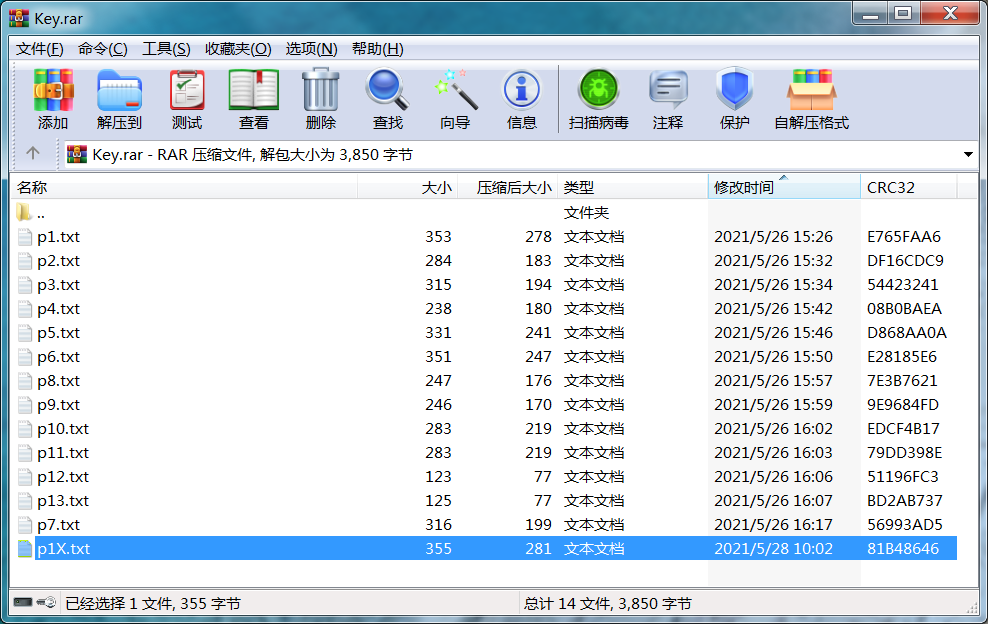 Key.rar
文件(F) 命令(C) 工具(S) 收藏夹(O) 选项(N) 帮助(H)
添加 解压到 测试 查看 删除 查找 向导 信息 扫描病毒 注释 保护 自解压格式
Key.rar - RAR 压缩文件, 解包大小为 3,850 字节
名称 大小 压缩后大小 类型 修改时间 CRC32
.. 文件夹
p1.txt 353 278 文本文档 2021/5/26 15:26 E765FAA6
p2.txt 284 183 文本文档 2021/5/26 15:32 DF16CDC9
p3.txt 315 194 文本文档 2021/5/26 15:34 54423241
p4.txt 238 180 文本文档 2021/5/26 15:42 08B0BAEA
p5.txt 331 241 文本文档 2021/5/26 15:46 D868AA0A
p6.txt 351 247 文本文档 2021/5/26 15:50 E28185E6
p8.txt 247 176 文本文档 2021/5/26 15:57 7E3B7621
p9.txt 246 170 文本文档 2021/5/26 15:59 9E9684FD
p10.txt 283 219 文本文档 2021/5/26 16:02 EDCF4B17
p11.txt 283 219 文本文档 2021/5/26 16:03 79DD398E
p12.txt 123 77 文本文档 2021/5/26 16:06 51196FC3
p13.txt 125 77 文本文档 2021/5/26 16:07 BD2AB737
p7.txt 316 199 文本文档 2021/5/26 16:17 56993AD5
p1X.txt 355 281 文本文档 2021/5/28 10:02 81B48646
已经选择 1 文件, 355 字节 总计 14 文件, 3,850 字节